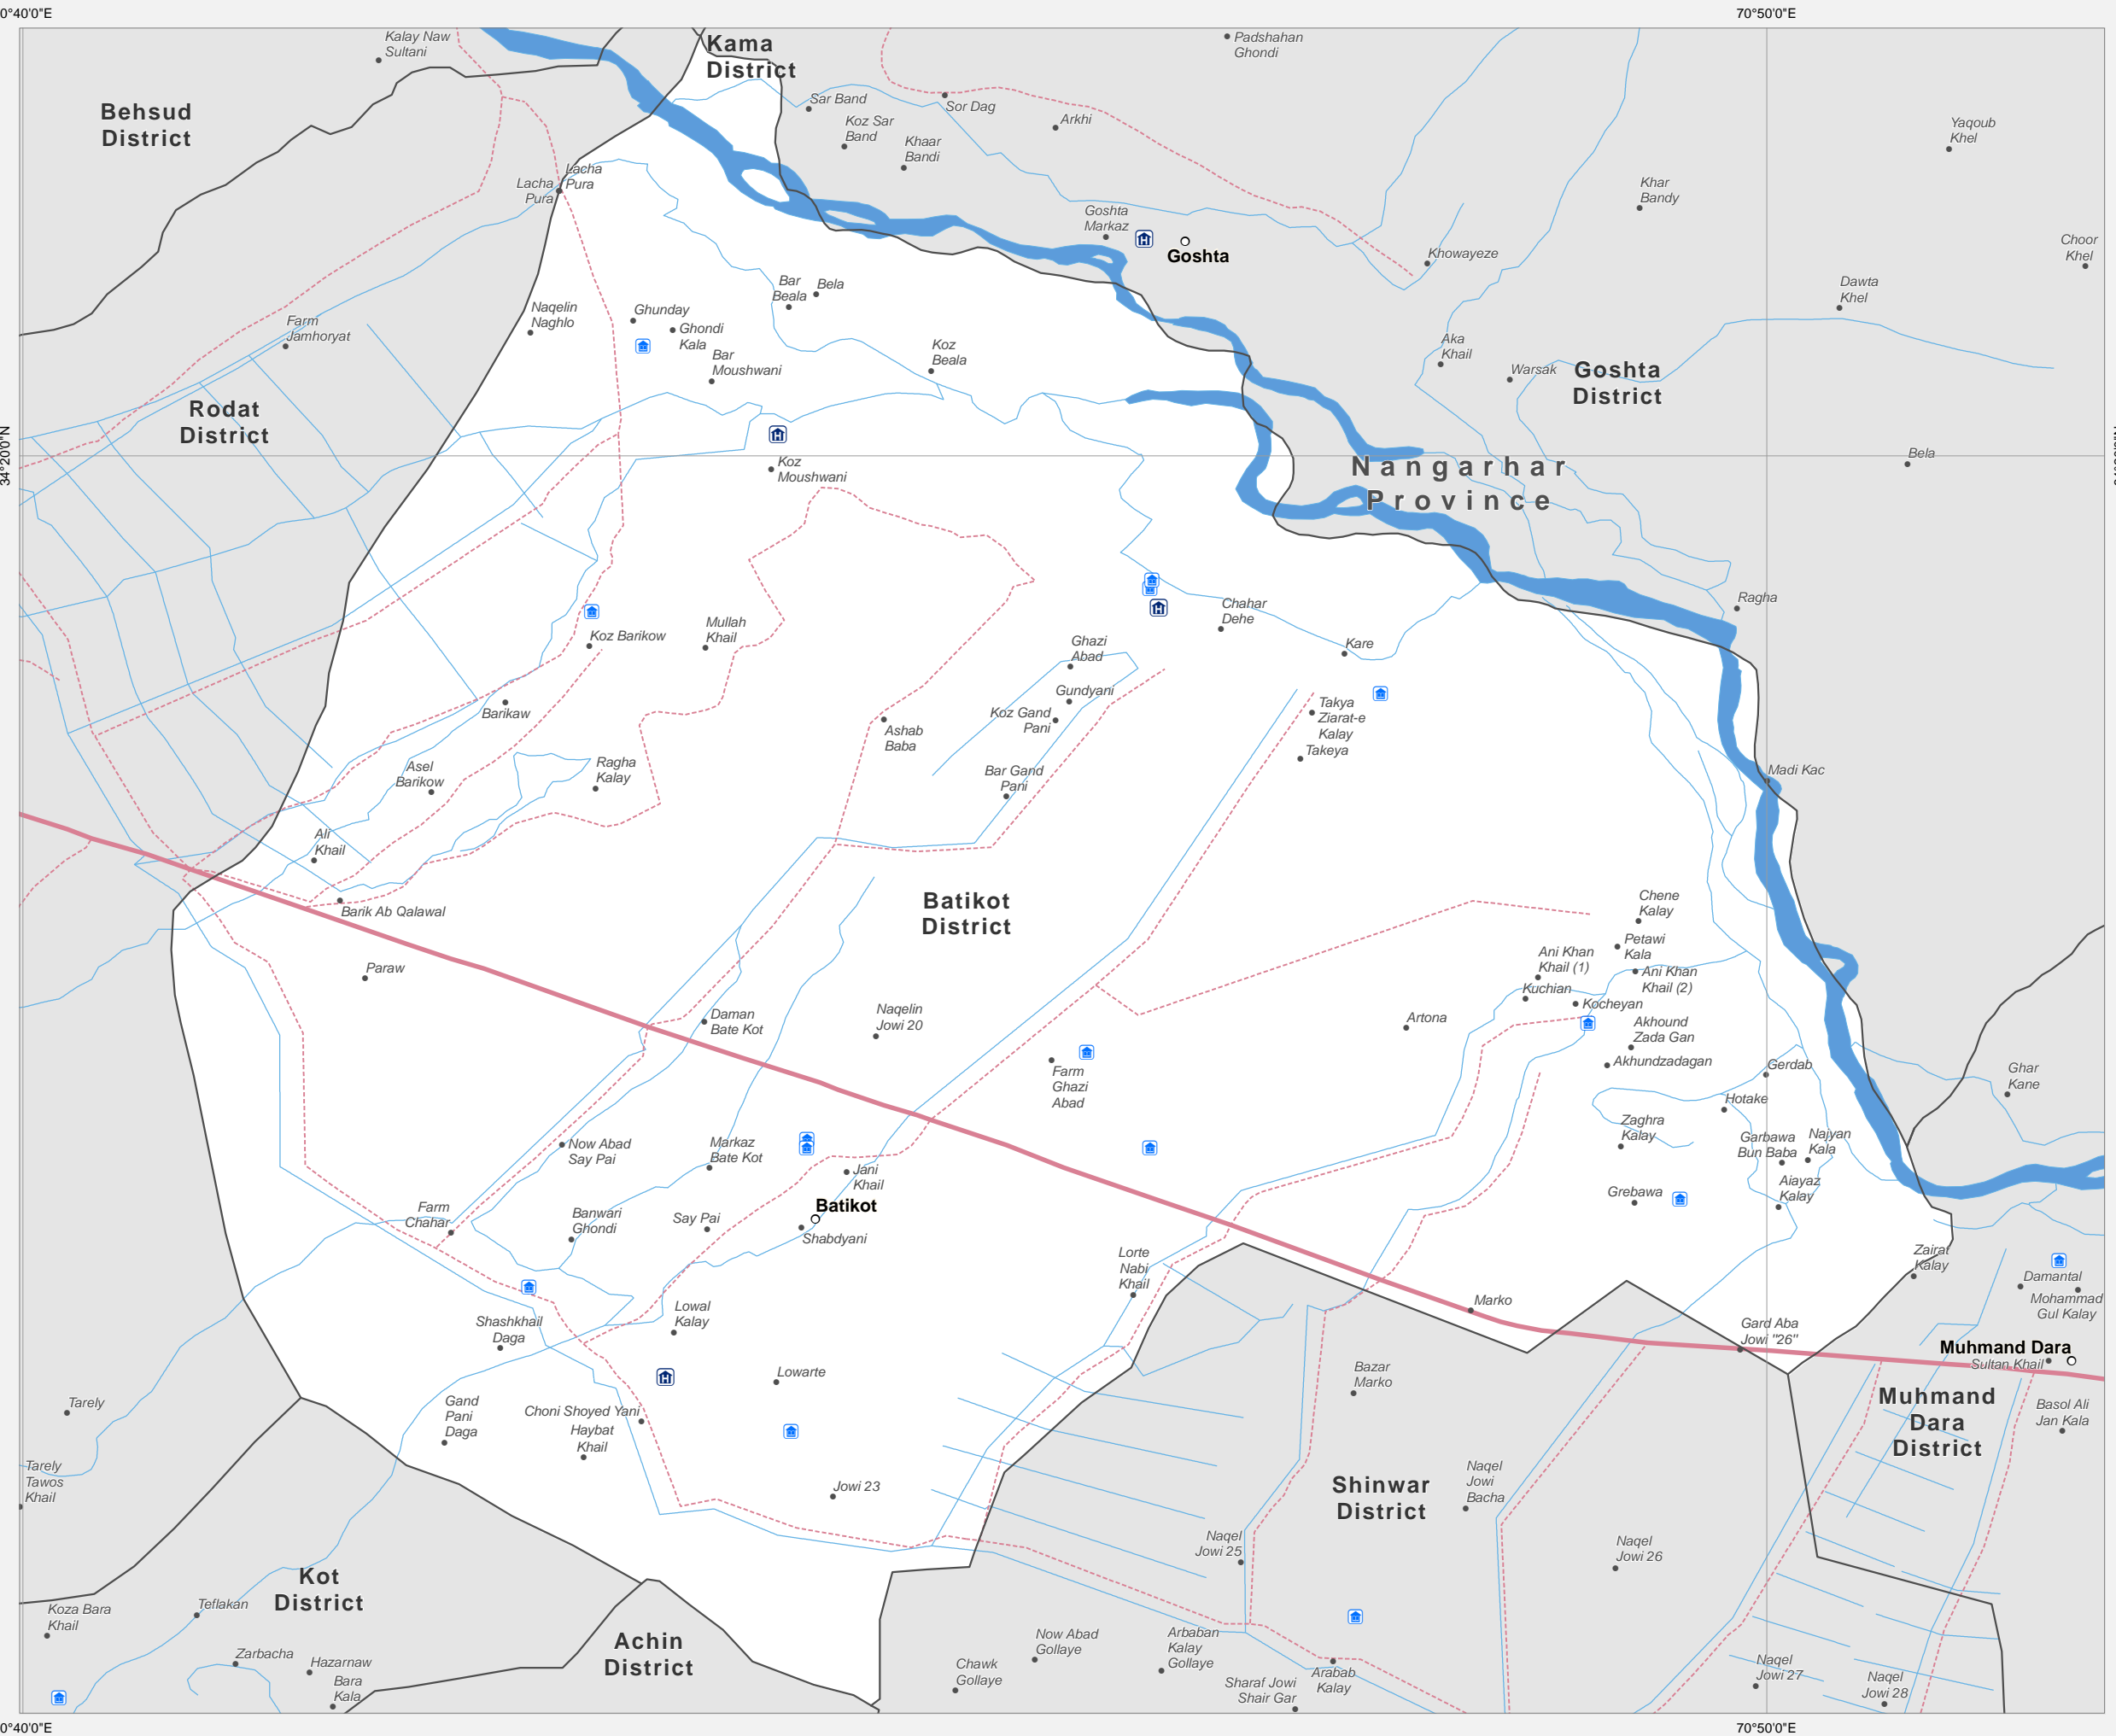 0°40'0"E
70°50'0"E
Kalay Naw
Sultani
Kama
District
Padshahan
Ghondi
Behsud
District
Sar Band
Sor Dag
Koz Sar
Band
Arkhi
Khaar
Bandi
Yaqoub
Khel
Lacha
Pura
Lacha
Pura
Khar
Bandy
Goshta
Markaz
Goshta
Khowayeze
Choor
Khel
Bar
Beala
Bela
Dawta
Khel
Naqelin
Naghlo
Ghunday
Ghondi
Kala
Farm
Jamhoryat
Bar
Moushwani
Koz
Beala
Aka
Khail
Warsak
Goshta
District
Rodat
District
34°20'0"N
Koz
Moushwani
Nangarhar
Province
Bela
Koz Barikow
Mullah
Khail
Chahar
Dehe
Ragha
Ghazi
Abad
Kare
Gundyani
Barikaw
Koz Gand
Pani
Takya
Ziarat-e
Kalay
Ashab
Baba
Takeya
Asel
Barikow
Ragha
Kalay
Bar Gand
Pani
Madi Kac
Ali
Khail
Barik Ab Qalawal
Batikot
District
Chene
Kalay
Petawi
Kala
Paraw
Ani Khan
Khail (1)
Ani Khan
Khail (2)
Kuchian
Kocheyan
Daman
Bate Kot
Naqelin
Jowi 20
Artona
Akhound
Zada Gan
Akhundzadagan
Farm
Ghazi
Abad
Gerdab
Ghar
Kane
Hotake
Zaghra
Kalay
Now Abad
Say Pai
Markaz
Bate Kot
Garbawa
Bun Baba
Najyan
Kala
Jani
Khail
Grebawa
Aiayaz
Kalay
Farm
Chahar
Banwari
Ghondi
Say Pai
Batikot
Shabdyani
Lorte
Nabi
Khail
Zairat
Kalay
Damantal
Mohammad
Gul Kalay
Marko
Lowal
Kalay
Shashkhail
Daga
Gard Aba
Jowi "26"
Muhmand Dara
Sultan Khail
Lowarte
Bazar
Marko
Muhmand
Dara
District
Tarely
Gand
Pani
Daga
Choni Shoyed Yani
Haybat
Khail
Basol Ali
Jan Kala
Tarely
Tawos
Khail
Jowi 23
Shinwar
District
Naqel
Jowi
Bacha
Naqel
Jowi 25
Naqel
Jowi 26
Kot
District
Koza Bara
Khail
Teflakan
Achin
District
Now Abad
Gollaye
Arbaban
Kalay
Gollaye
Zarbacha
Hazarnaw
Bara
Kala
Chawk
Gollaye
Sharaf Jowi
Shair Gar
Arabab
Kalay
Naqel
Jowi 27
Naqel
Jowi 28
0°40'0"E
70°50'0"E